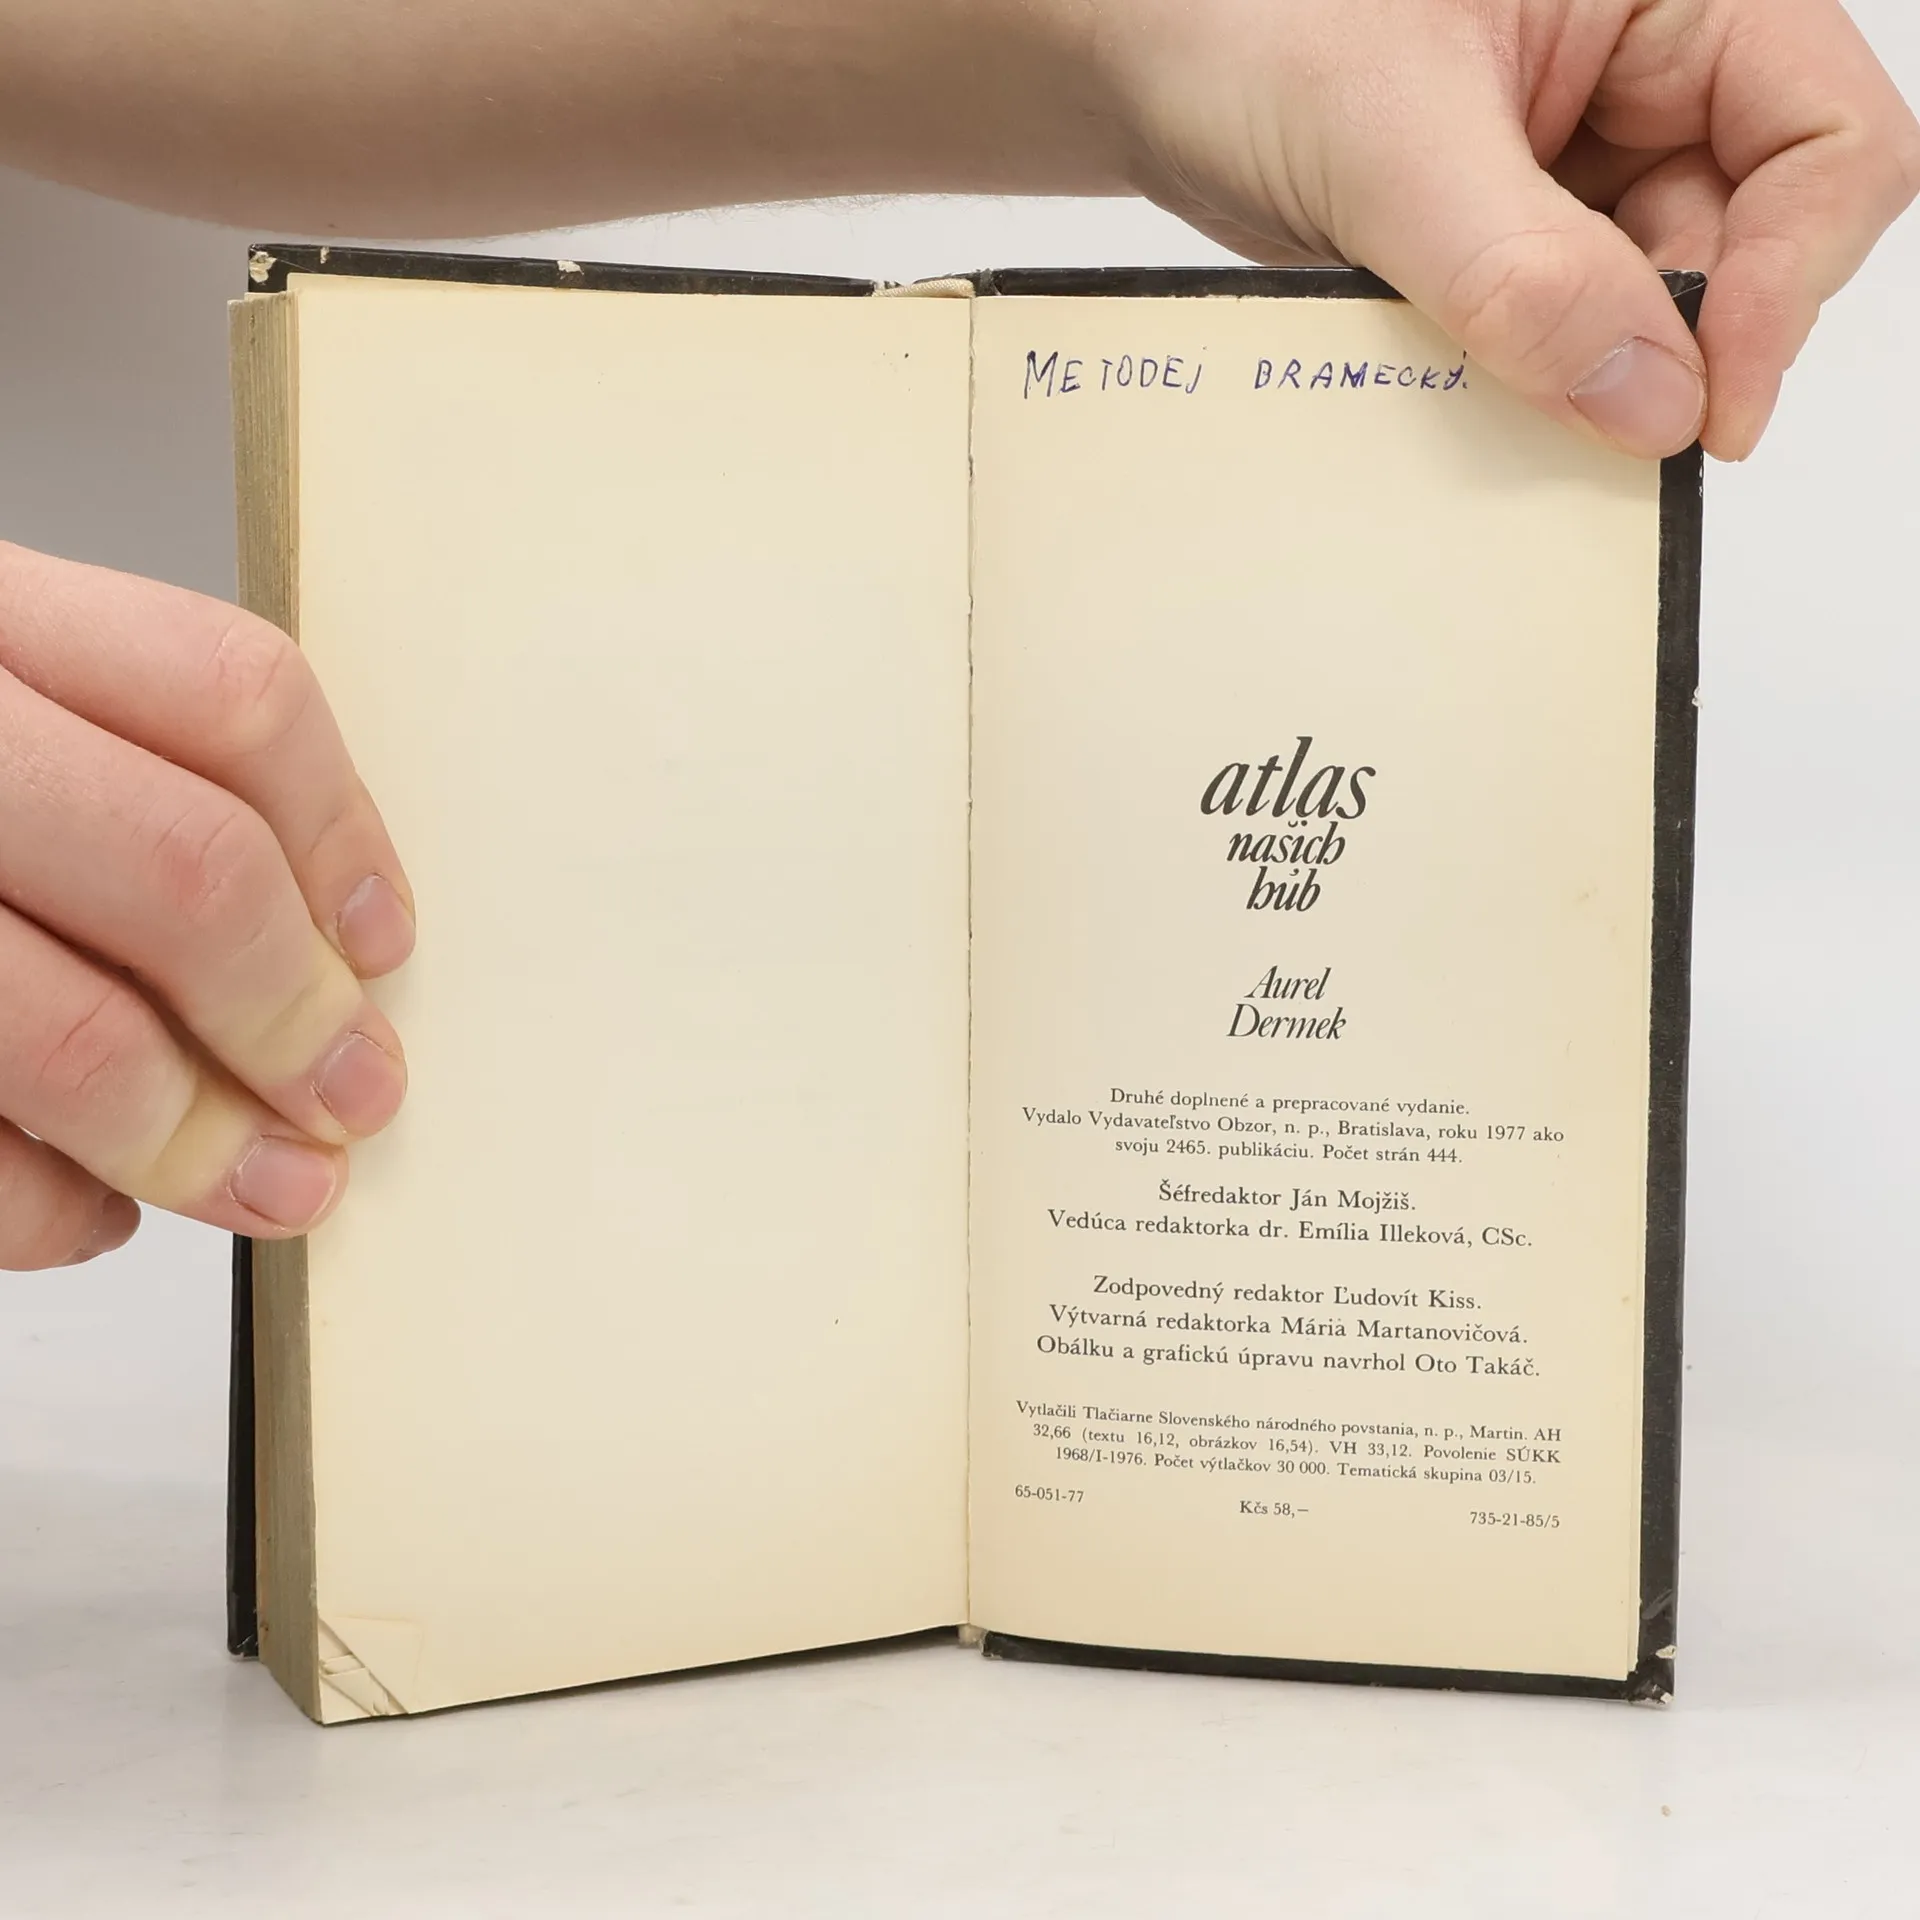 METODEJ DRAMECKÝ.
atlas
našich
húb
Aurel
Dermek
Druhé doplnené a prepracované vydanie.
Vydalo Vydavateľstvo Obzor, n. p., Bratislava, roku 1977 ako
svoju 2465. publikáciu. Počet strán 444.
Šéfredaktor Ján Mojžiš.
Vedúca redaktorka dr. Emília Illeková, CSc.
Zodpovedný redaktor Ľudovít Kiss.
Výtvarná redaktorka Mária Martanovičová.
Obálku a grafickú úpravu navrhol Oto Takáč.
Vytlačili Tlačiarne Slovenského národného povstania, n. p., Martin. AH
32,66 (textu 16,12, obrázkov 16,54). VH 33,12. Povolenie SÚKK
1968/I-1976. Počet výtlačkov 30 000. Tematická skupina 03/15.
65-051-77 Kčs 58,— 735-21-85/5